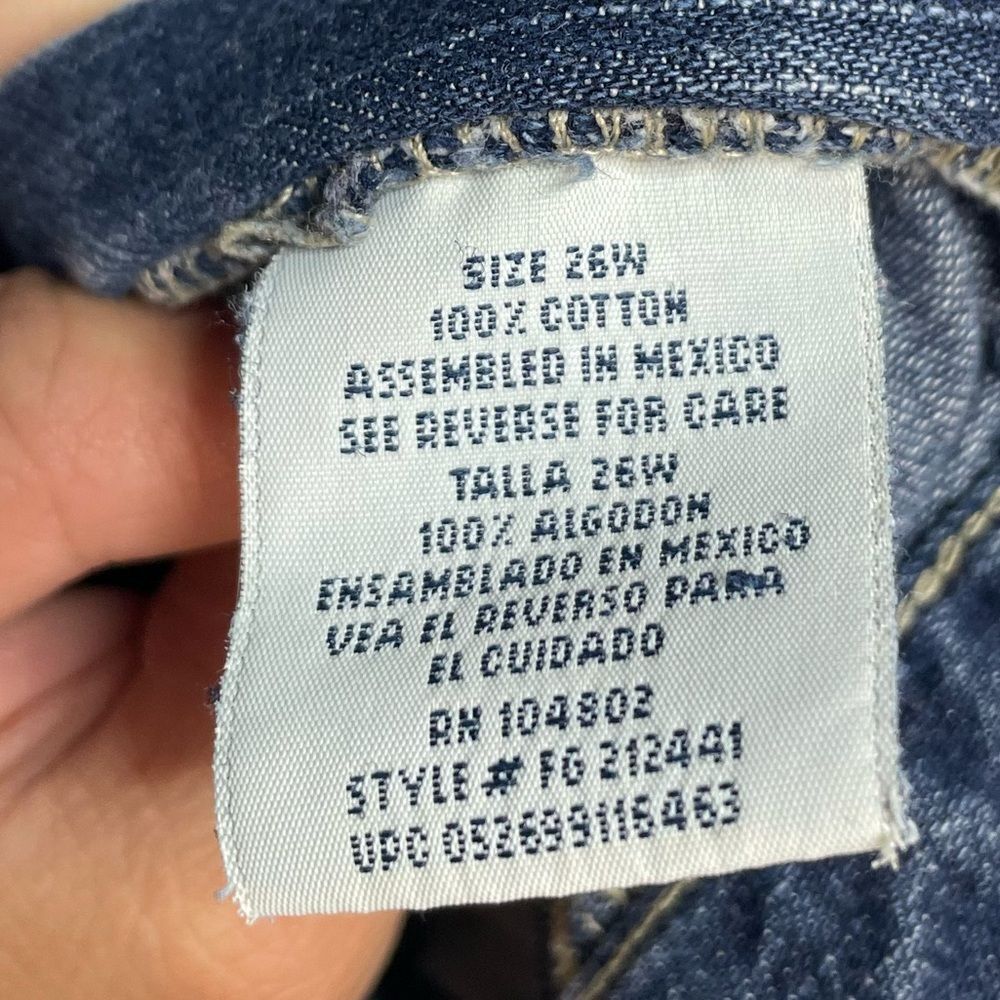 SIZE 26W
100% COTTON
ASSEMBLED IN MEXICO
SEE REVERSE FOR CARE
TALLA 26W
100% ALGODON
ENSAMBLADO EN MEXICO
VEA EL REVERSO PARA
EL CUIDADO
RN 104802
STYLE # FG 212441
UPC 052699116463